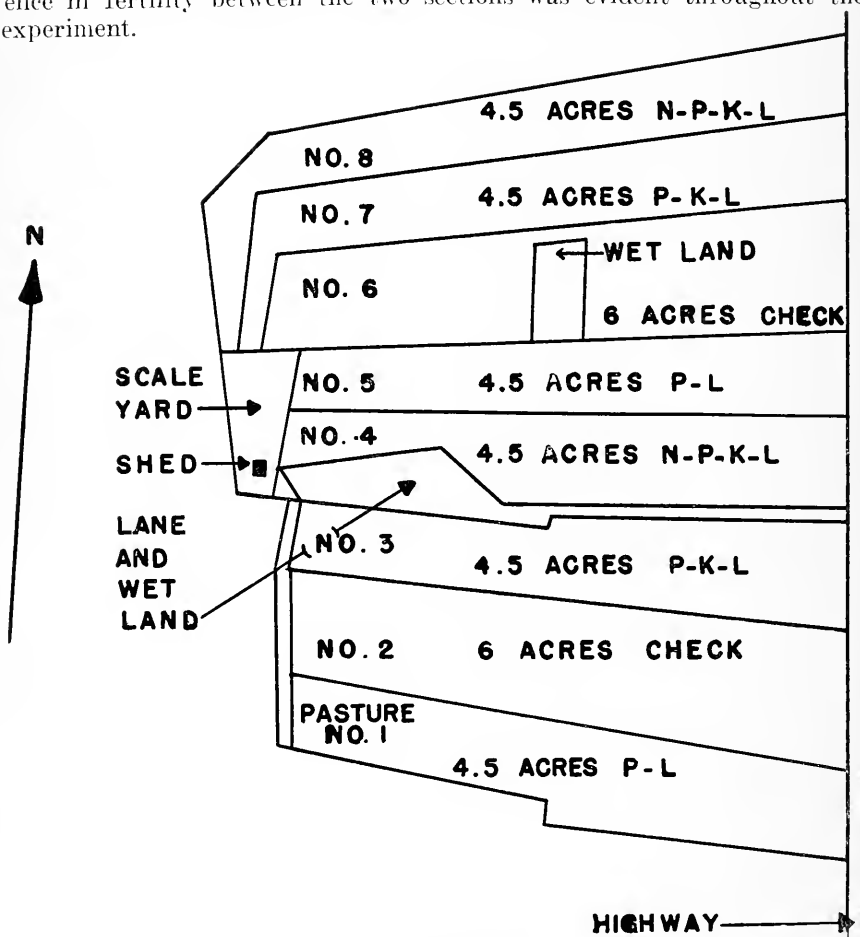 ence in fertility between the two sections was evident throughout the
experiment.
4.5 ACRES N-P-K-L
NO. 8
4.5 ACRES P-K-L
NO. 7
N
WET LAND
NO. 6
6 ACRES CHECK
SCALE
YARD
NO. 5 4.5 ACRES P-L
NO. 4
4.5 ACRES N-P-K-L
SHED
LANE
AND
WET
LAND
NO. 3
4.5 ACRES P-K-L
NO. 2 6 ACRES CHECK
PASTURE
NO. 1
4.5 ACRES P-L
HIGHWAY